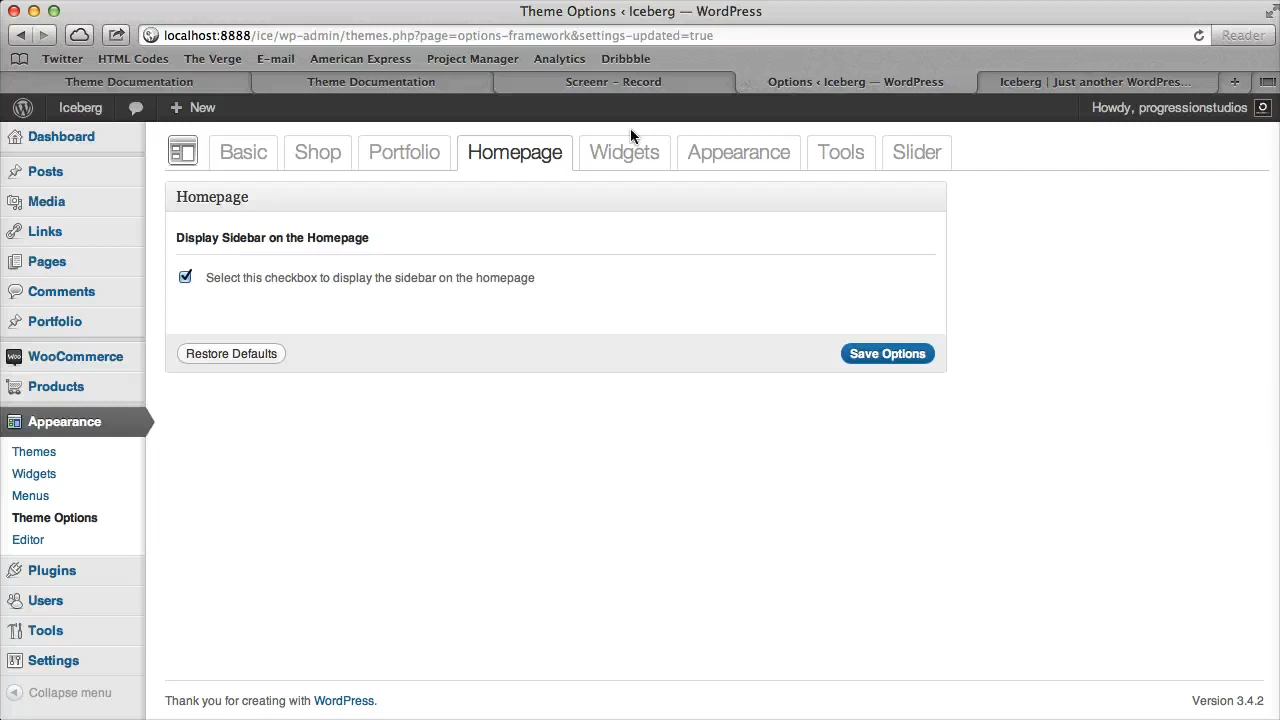 Theme Options ‹ Iceberg — WordPress
localhost:8888/ice/wp-admin/themes.php?page=options-framework&settings-updated=true
Reader
Twitter HTML Codes The Verge E-mail American Express Project Manager Analytics Dribbble
Theme Documentation Theme Documentation Screenr – Record Options ‹ Iceberg — WordPress Iceberg | Just another WordPres... +
Iceberg + New Howdy, progressionstudios
Dashboard
Posts
Media
Links
Pages
Comments
Portfolio
WooCommerce
Products
Appearance
Themes
Widgets
Menus
Theme Options
Editor
Plugins
Users
Tools
Settings
Collapse menu
Basic Shop Portfolio Homepage Widgets Appearance Tools Slider
Homepage
Display Sidebar on the Homepage
Select this checkbox to display the sidebar on the homepage
Restore Defaults Save Options
Thank you for creating with WordPress. Version 3.4.2